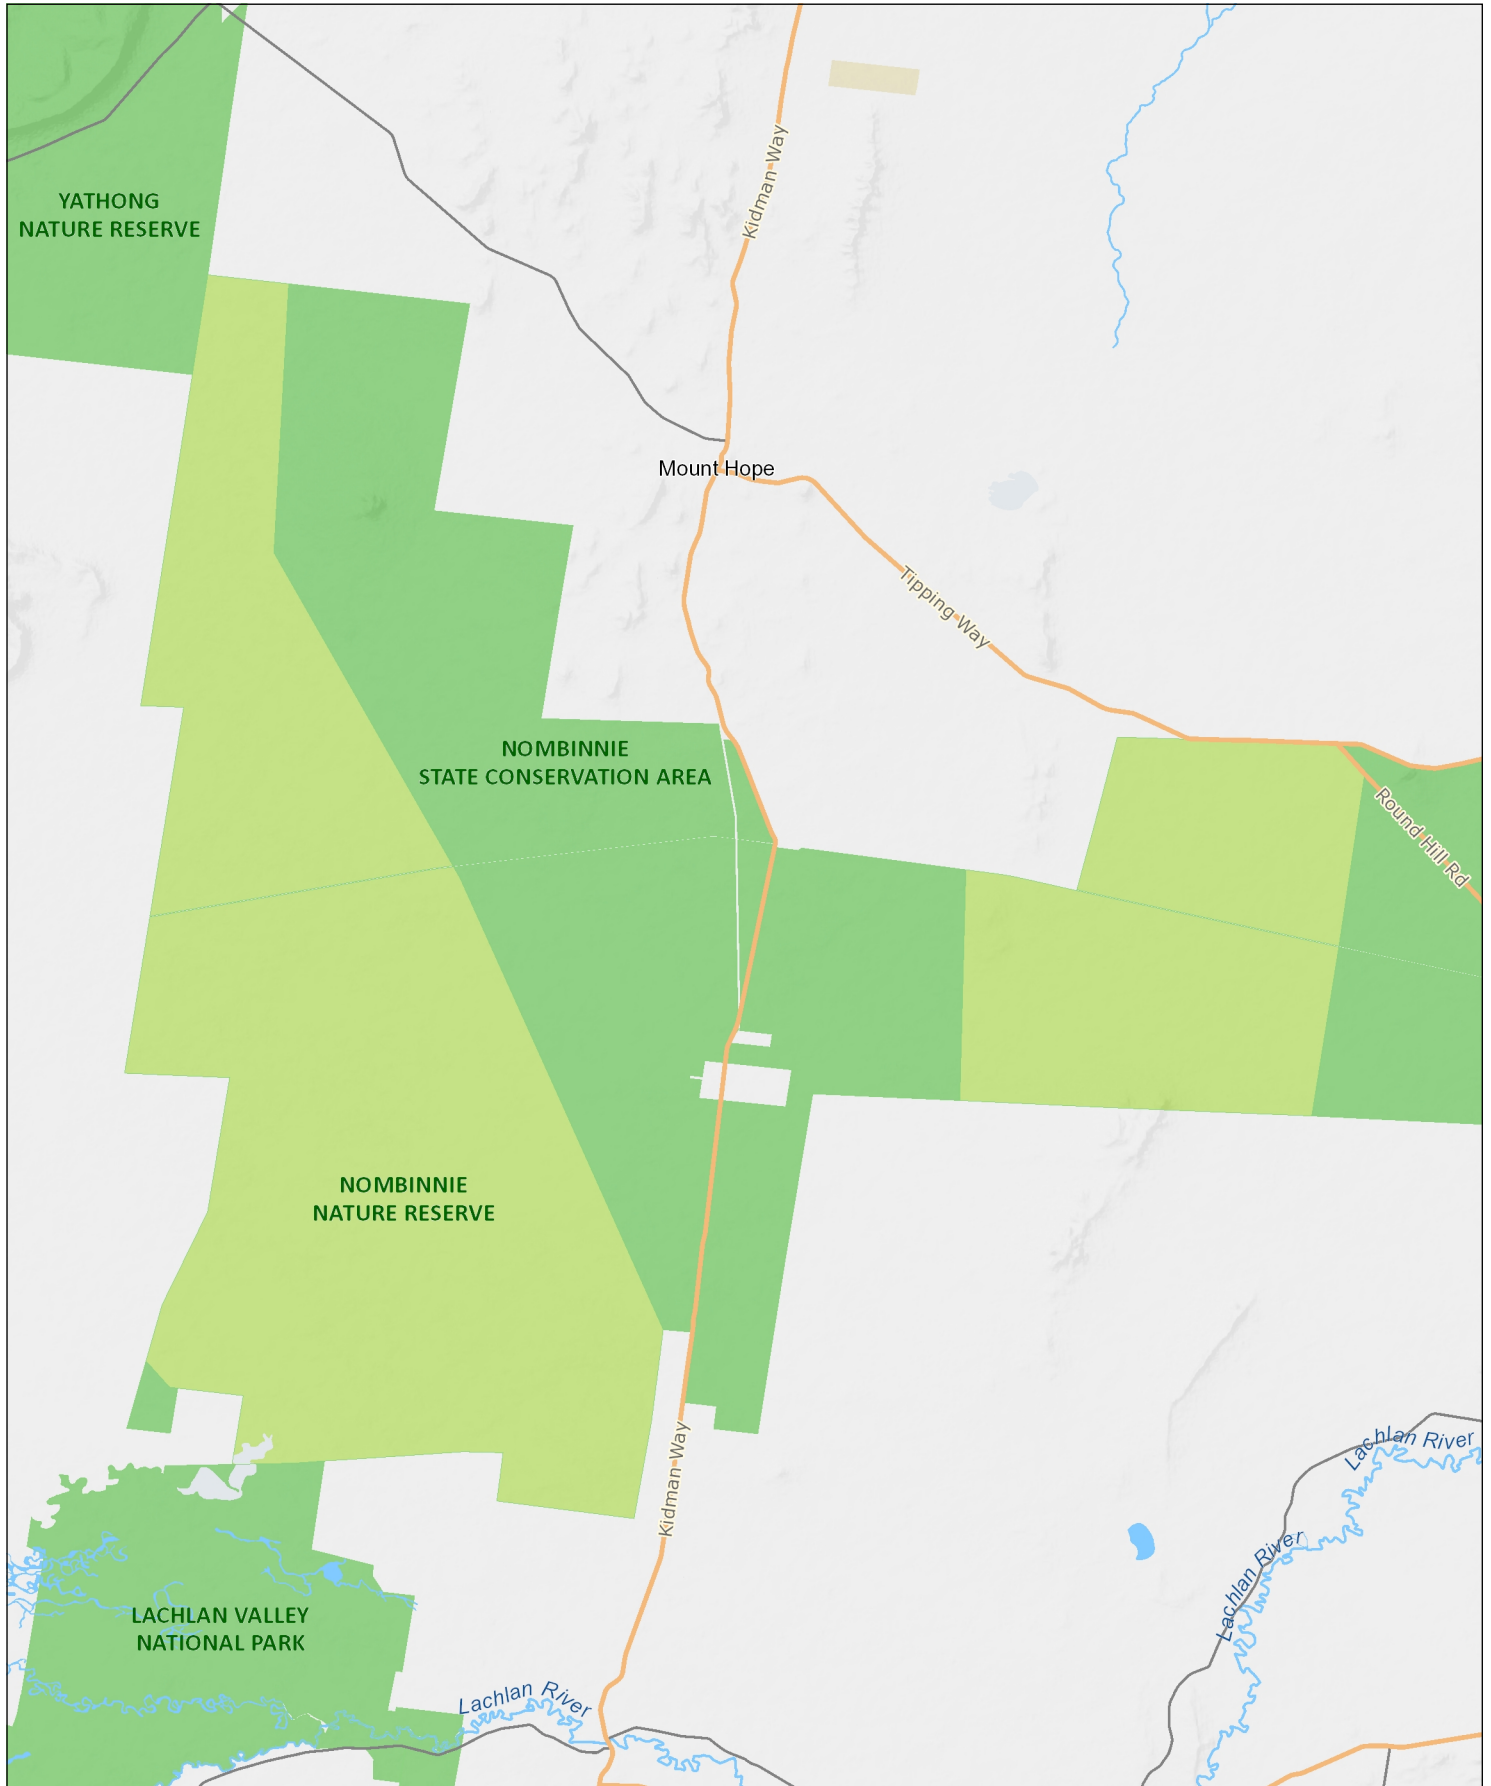 Kidman Way
YATHONG
NATURE RESERVE
Mount Hope
Tipping Way
NOMBINNIE
STATE CONSERVATION AREA
Round Hill Rd
NOMBINNIE
NATURE RESERVE
Kidman Way
Lachlan River
Lachlan River
LACHLAN VALLEY
NATIONAL PARK
Lachlan River